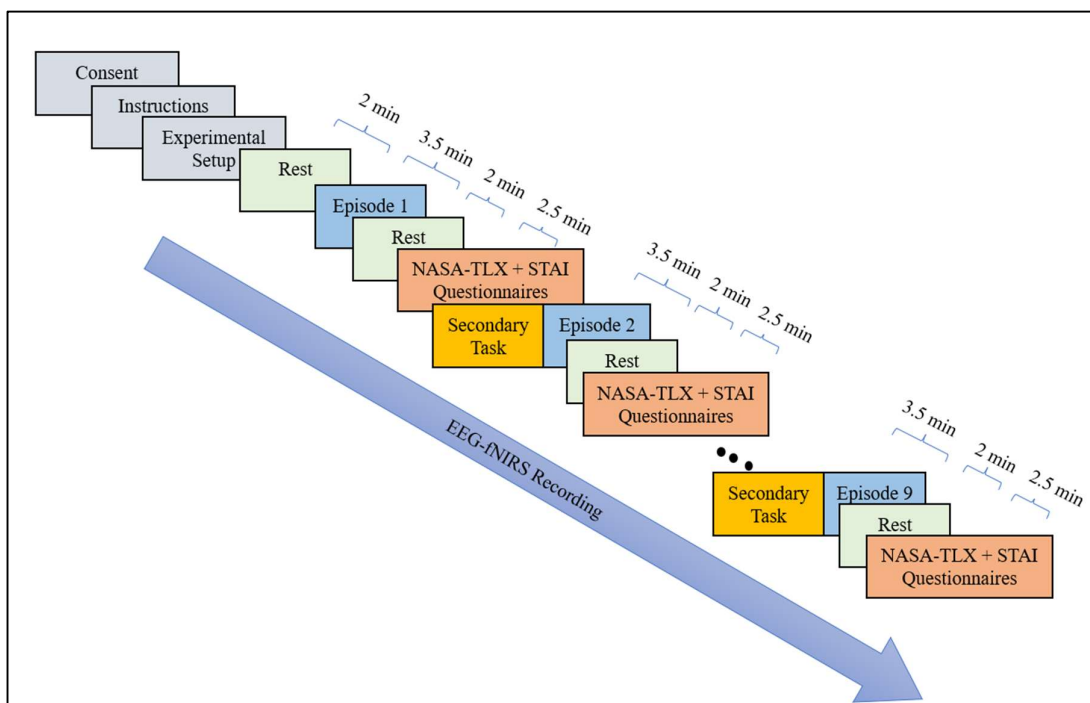 Consent
Instructions
Experimental
Setup
Rest
2 min
Episode 1
3.5 min
Rest
2 min
NASA-TLX + STAI
Questionnaires
2.5 min
Secondary
Task
Episode 2
3.5 min
Rest
2 min
NASA-TLX + STAI
Questionnaires
2.5 min
EEG-fNIRS Recording
Secondary
Task
Episode 9
3.5 min
Rest
2 min
NASA-TLX + STAI
Questionnaires
2.5 min